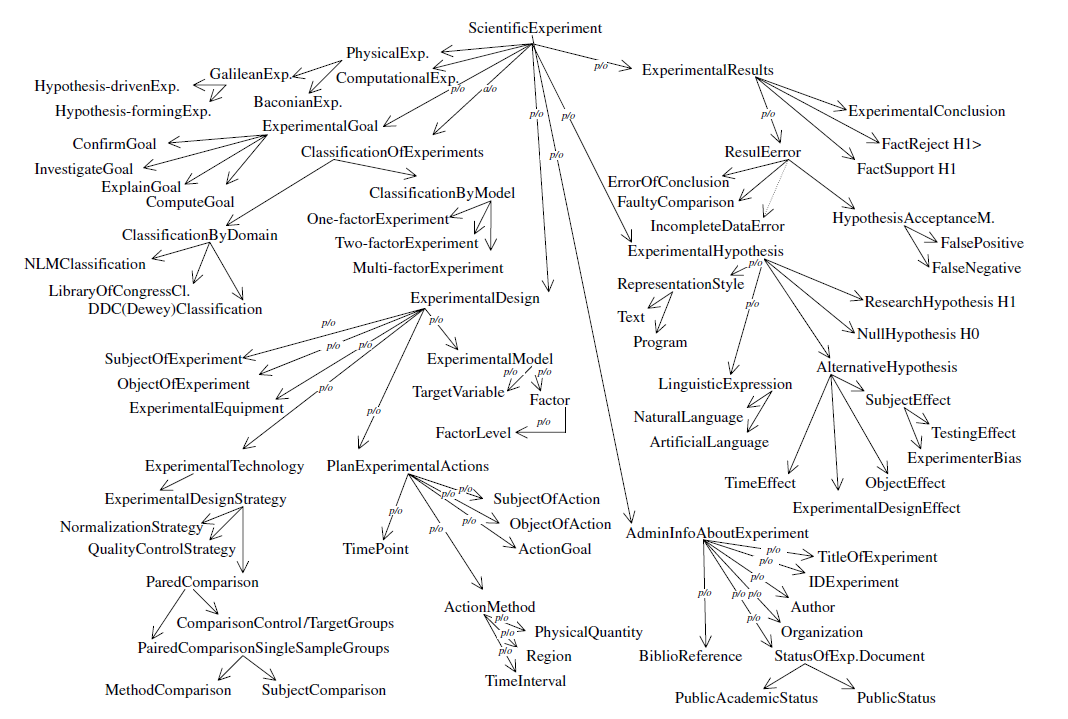 ScientificExperiment
PhysicalExp.
ComputationalExp.
GalileanExp.
Hypothesis-drivenExp.
Hypothesis-formingExp.
BaconianExp.
p/o
a/o
p/o
p/o
p/o
p/o
ExperimentalResults
p/o
ExperimentalConclusion
FactReject H1>
FactSupport H1
ExperimentalGoal
ConfirmGoal
InvestigateGoal
ExplainGoal
ComputeGoal
ClassificationOfExperiments
ResulEerror
ErrorOfConclusion
FaultyComparison
IncompleteDataError
HypothesisAcceptanceM.
FalsePositive
FalseNegative
ClassificationByModel
One-factorExperiment
Two-factorExperiment
Multi-factorExperiment
ClassificationByDomain
NLMClassification
LibraryOfCongressCl.
DDC(Dewey)Classification
ExperimentalHypothesis
p/o
p/o
RepresentationStyle
Text
Program
ResearchHypothesis H1
NullHypothesis H0
AlternativeHypothesis
LinguisticExpression
NaturalLanguage
ArtificialLanguage
SubjectEffect
TestingEffect
ExperimenterBias
TimeEffect
ObjectEffect
ExperimentalDesignEffect
ExperimentalDesign
p/o
p/o
p/o
p/o
p/o
p/o
SubjectOfExperiment
ObjectOfExperiment
ExperimentalEquipment
ExperimentalModel
p/o
p/o
TargetVariable
Factor
p/o
FactorLevel
ExperimentalTechnology
PlanExperimentalActions
ExperimentalDesignStrategy
NormalizationStrategy
QualityControlStrategy
p/o
p/o
p/o
p/o
p/o
SubjectOfAction
ObjectOfAction
ActionGoal
TimePoint
ParedComparison
ComparisonControl/TargetGroups
PairedComparisonSingleSampleGroups
MethodComparison
SubjectComparison
ActionMethod
p/o
p/o
p/o
PhysicalQuantity
Region
TimeInterval
AdminInfoAboutExperiment
p/o
p/o
p/o
p/o
p/o
p/o
TitleOfExperiment
IDExperiment
Author
Organization
BiblioReference
StatusOfExp.Document
PublicAcademicStatus
PublicStatus